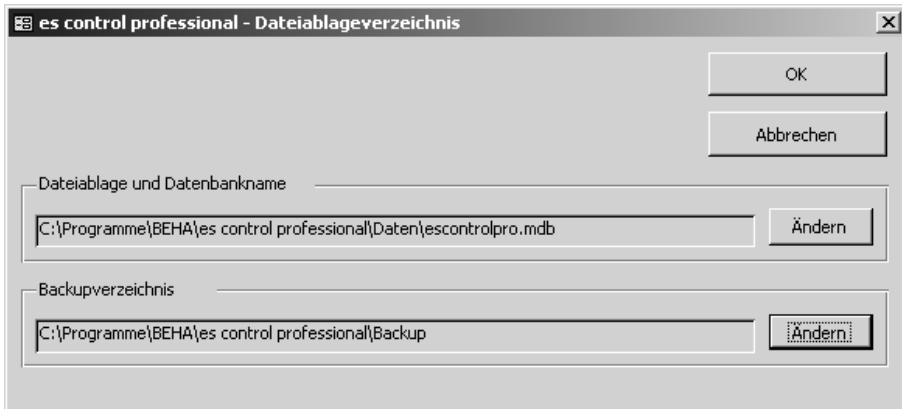 es control professional - Dateiablageverzeichnis
OK
Abbrechen
Dateiablage und Datenbankname
C:\Programme\BEHA\es control professional\Daten\escontrolpro.mdb
Ändern
Backupverzeichnis
C:\Programme\BEHA\es control professional\Backup
Ändern